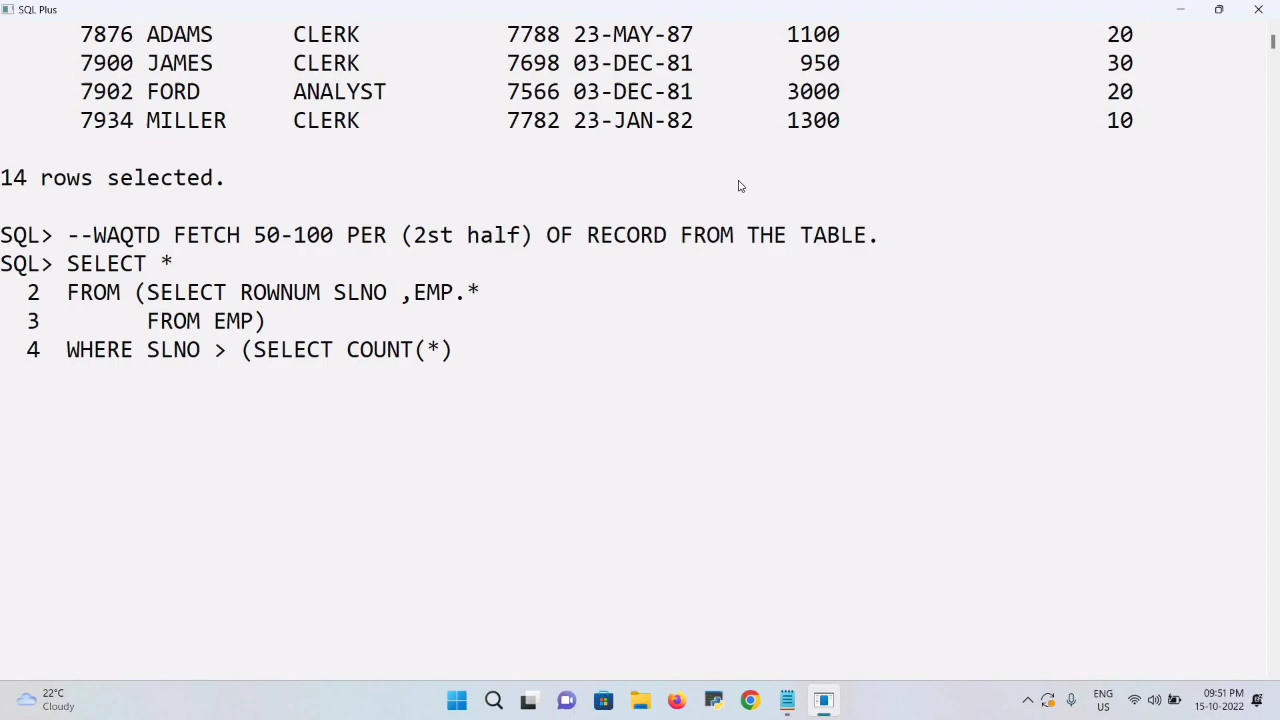 SQL Plus
7876 ADAMS CLERK 7788 23-MAY-87 1100 20
7900 JAMES CLERK 7698 03-DEC-81 950 30
7902 FORD ANALYST 7566 03-DEC-81 3000 20
7934 MILLER CLERK 7782 23-JAN-82 1300 10
14 rows selected.
SQL> --WAQTD FETCH 50-100 PER (2st half) OF RECORD FROM THE TABLE.
SQL> SELECT *
2 FROM (SELECT ROWNUM SLNO ,EMP.*
3 FROM EMP)
4 WHERE SLNO > (SELECT COUNT(*)
22°C
Cloudy
ENG
US
09:51 PM
15-10-2022